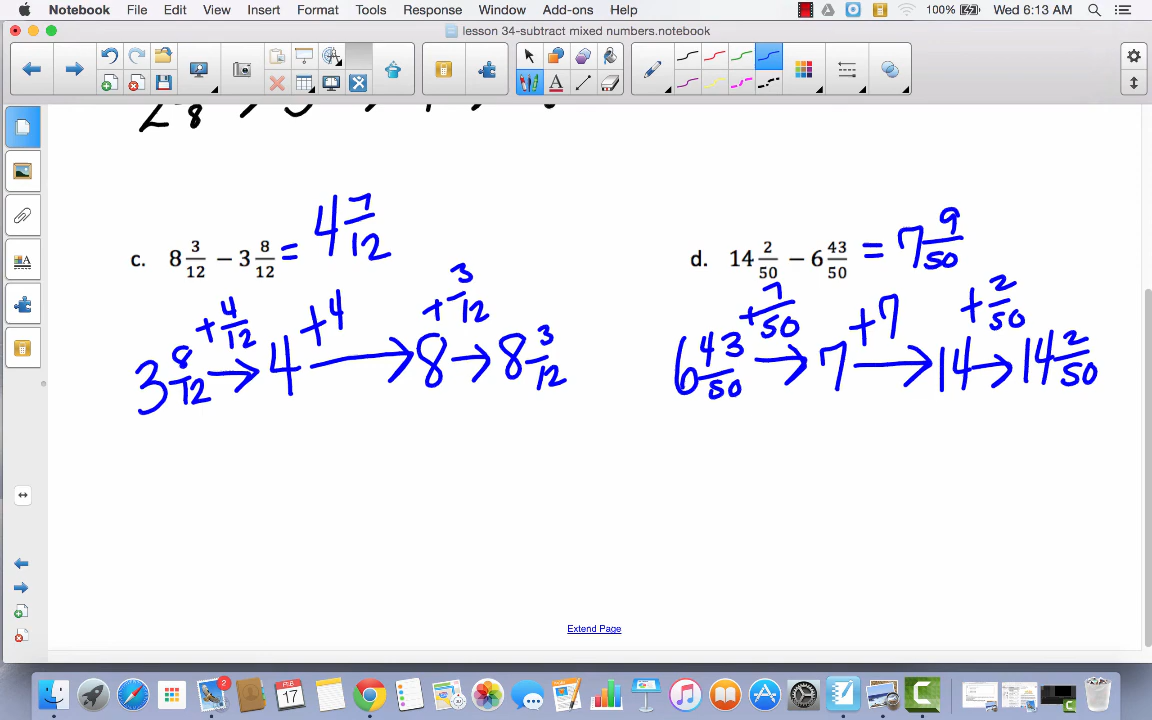 Notebook File Edit View Insert Format Tools Response Window Add-ons Help 100% Wed 6:13 AM
lesson 34-subtract mixed numbers.notebook
c. 8 3/12 − 3 8/12 = 4 7/12
+4/12 +4 +3/12
3 8/12 → 4 → 8 → 8 3/12
d. 14 2/50 − 6 43/50 = 7 9/50
+7/50 +7 +2/50
6 43/50 → 7 → 14 → 14 2/50
Extend Page
2
FEB
17